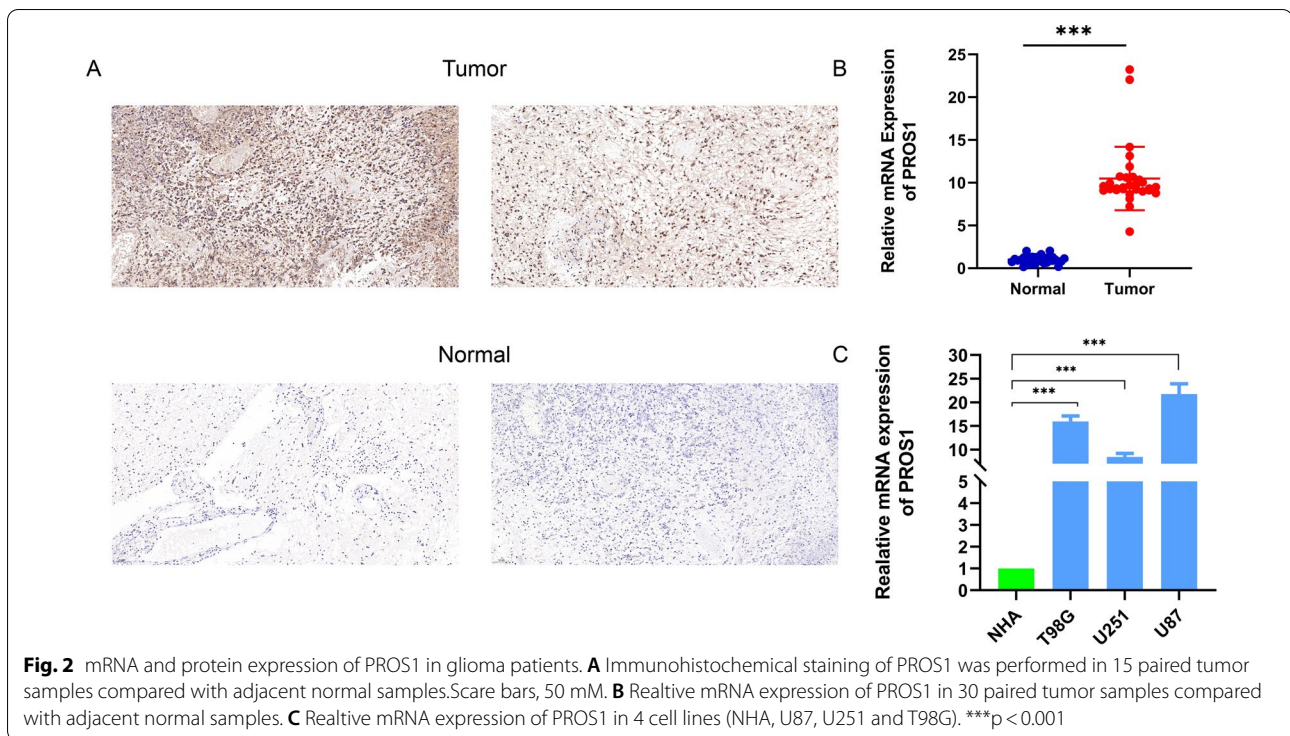 A
Tumor
B
***
25
20
15
10
5
0
Relative mRNA Expression
of PROS1
Normal
Tumor
Normal
C
***
***
***
30
25
20
15
10
5
4
3
2
1
0
Realative mRNA expression
of PROS1
NHA
T98G
U251
U87
Fig. 2 mRNA and protein expression of PROS1 in glioma patients. A Immunohistochemical staining of PROS1 was performed in 15 paired tumor
samples compared with adjacent normal samples.Scare bars, 50 mM. B Realtive mRNA expression of PROS1 in 30 paired tumor samples compared
with adjacent normal samples. C Realtive mRNA expression of PROS1 in 4 cell lines (NHA, U87, U251 and T98G). ***p < 0.001